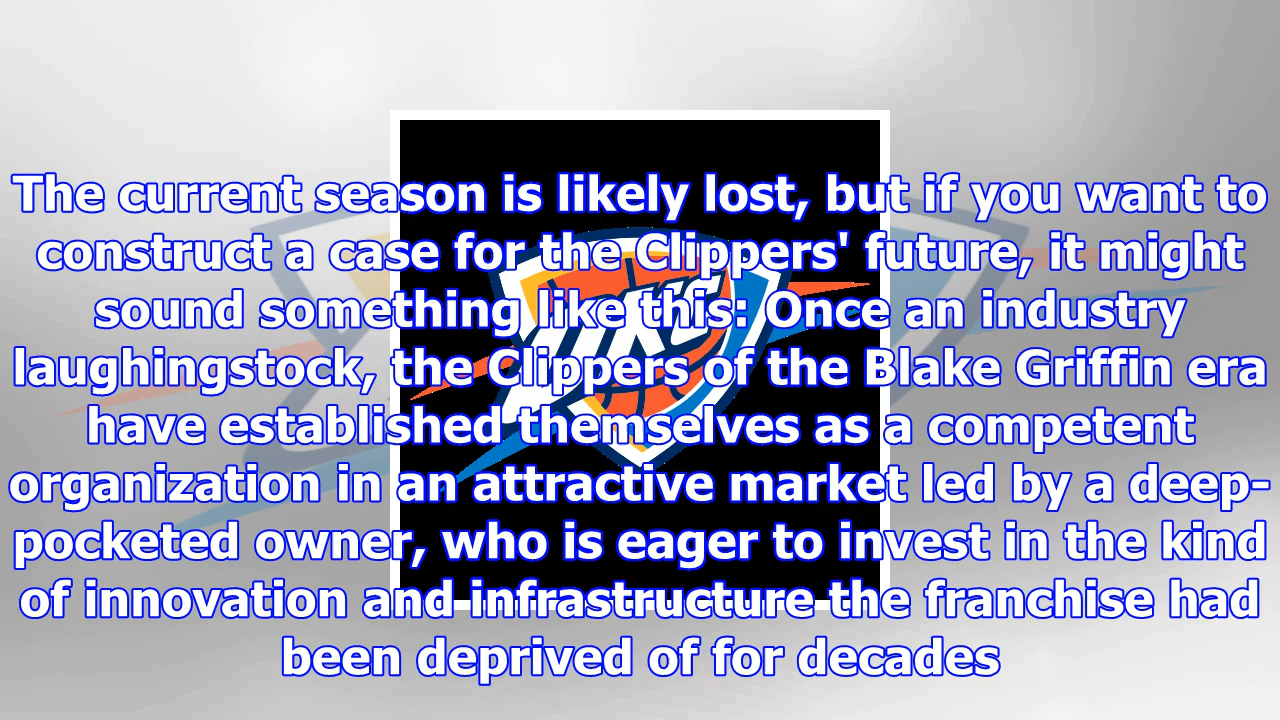 The current season is likely lost, but if you want to
construct a case for the Clippers' future, it might
sound something like this: Once an industry
laughingstock, the Clippers of the Blake Griffin era
have established themselves as a competent
organization in an attractive market led by a deep-
pocketed owner, who is eager to invest in the kind
of innovation and infrastructure the franchise had
been deprived of for decades
OKC